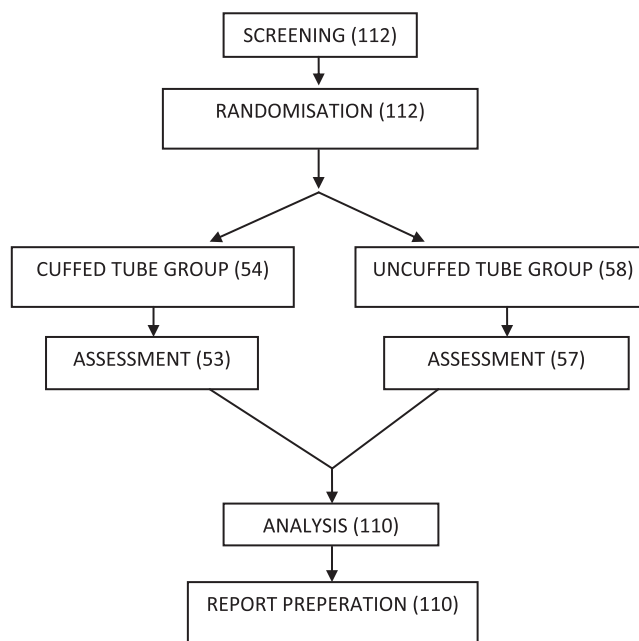 SCREENING (112)
RANDOMISATION (112)
CUFFED TUBE GROUP (54)
UNCUFFED TUBE GROUP (58)
ASSESSMENT (53)
ASSESSMENT (57)
ANALYSIS (110)
REPORT PREPERATION (110)